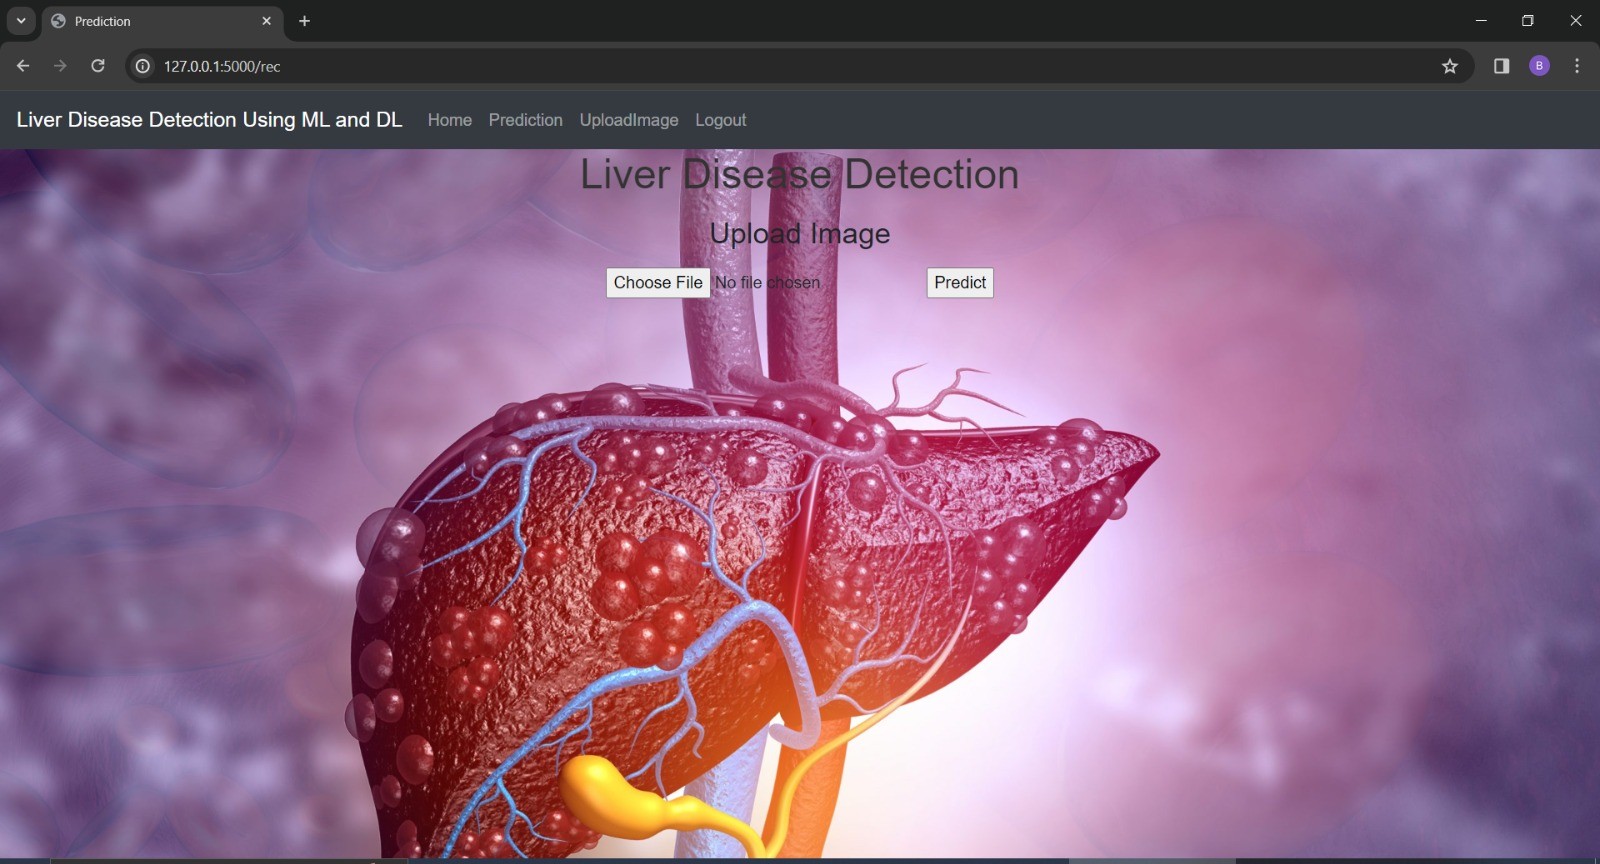 Prediction
127.0.0.1:5000/rec
B
Liver Disease Detection Using ML and DL Home Prediction UploadImage Logout
Liver Disease Detection
Upload Image
Choose File No file chosen Predict